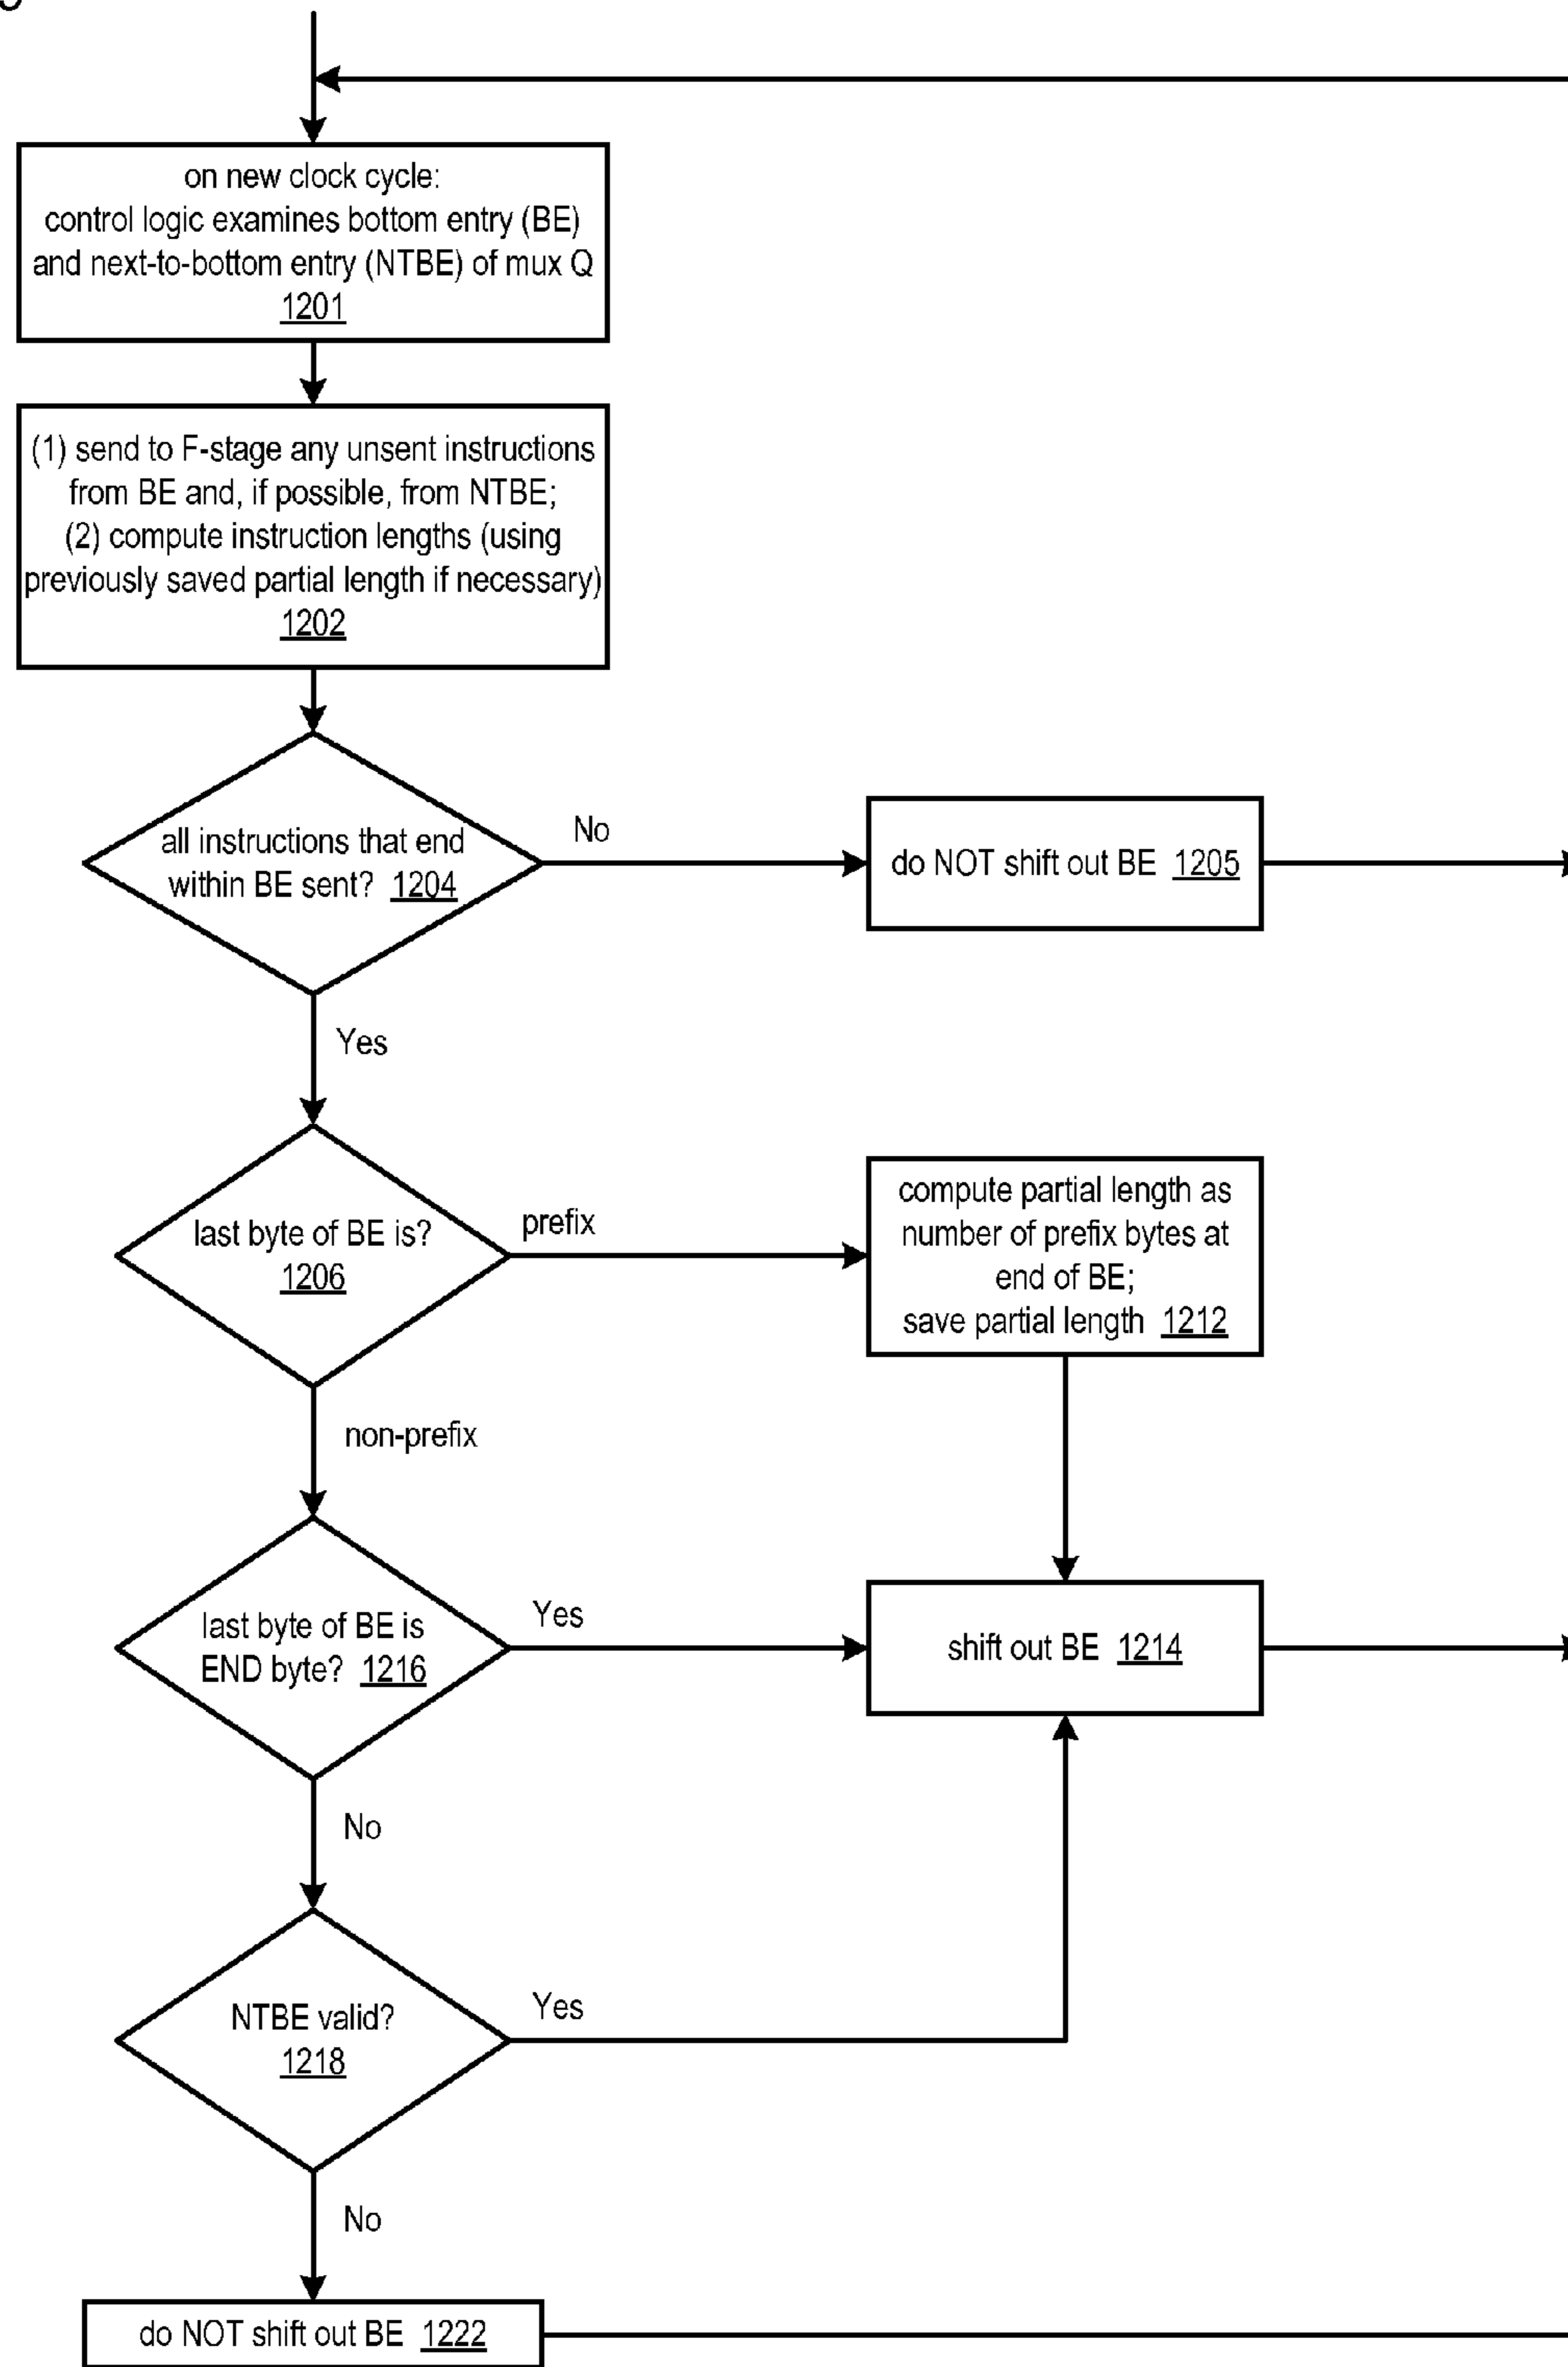 on new clock cycle:
control logic examines bottom entry (BE)
and next-to-bottom entry (NTBE) of mux Q
1201
(1) send to F-stage any unsent instructions
from BE and, if possible, from NTBE;
(2) compute instruction lengths (using
previously saved partial length if necessary)
1202
all instructions that end
within BE sent? 1204
No
do NOT shift out BE 1205
Yes
last byte of BE is?
1206
prefix
compute partial length as
number of prefix bytes at
end of BE;
save partial length 1212
non-prefix
last byte of BE is
END byte? 1216
Yes
shift out BE 1214
No
NTBE valid?
1218
Yes
No
do NOT shift out BE 1222